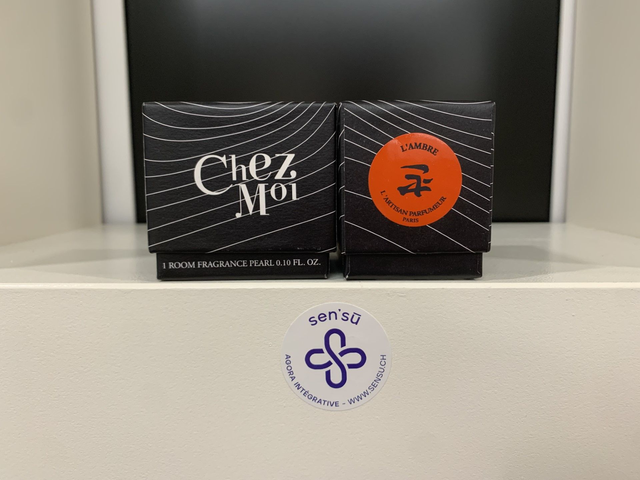 Chez
Moi
1 ROOM FRAGRANCE PEARL 0.10 FL. OZ.
L'AMBRE
L'ARTISAN PARFUMEUR
PARIS
sen'sū
AGORA INTÉGRATIVE - WWW.SENSU.CH